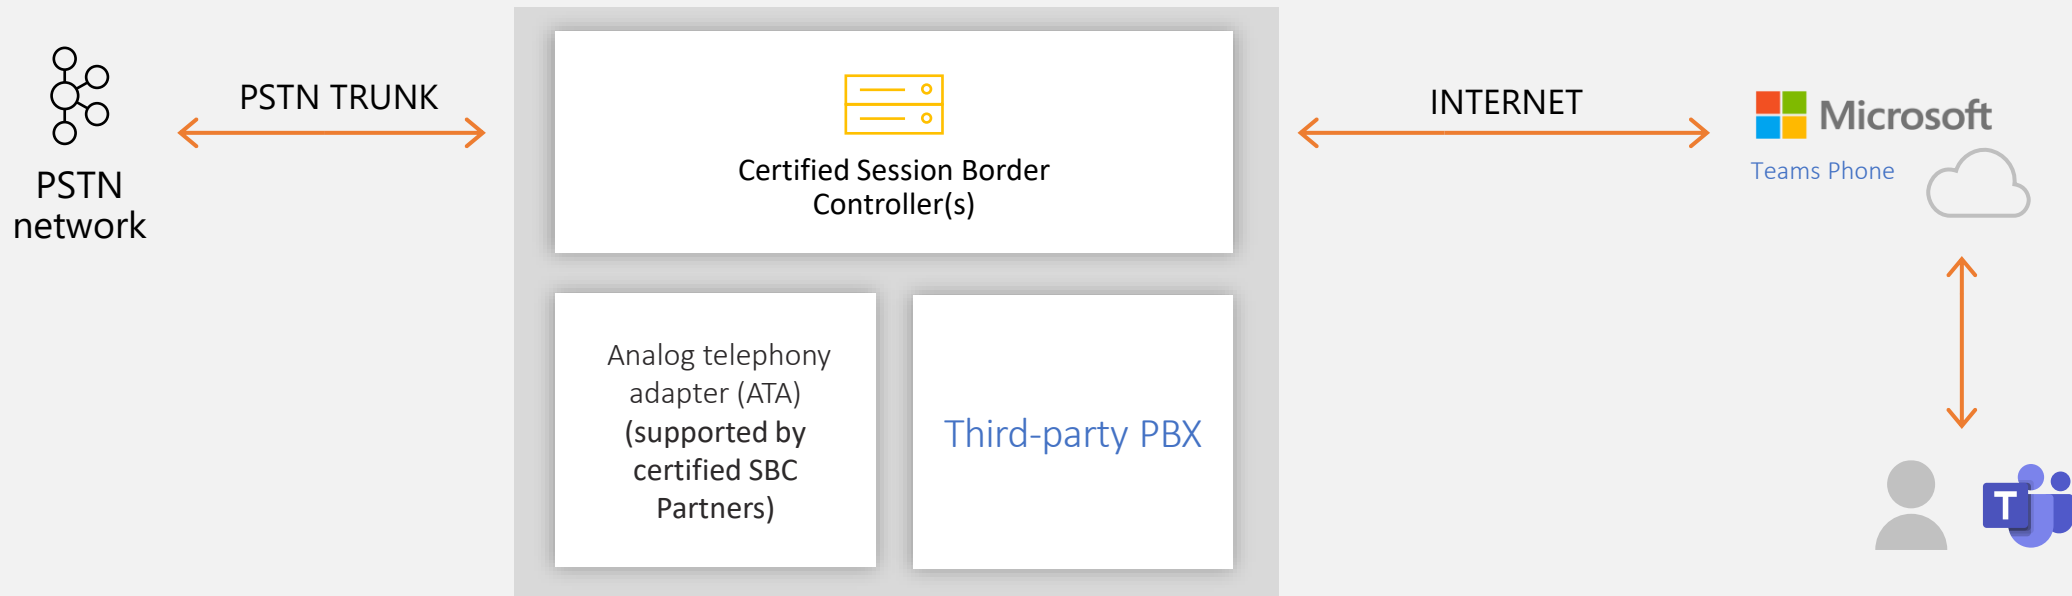 PSTN
network
PSTN TRUNK
Certified Session Border
Controller(s)
Analog telephony
adapter (ATA)
(supported by
certified SBC
Partners)
Third-party PBX
INTERNET
Microsoft
Teams Phone
T